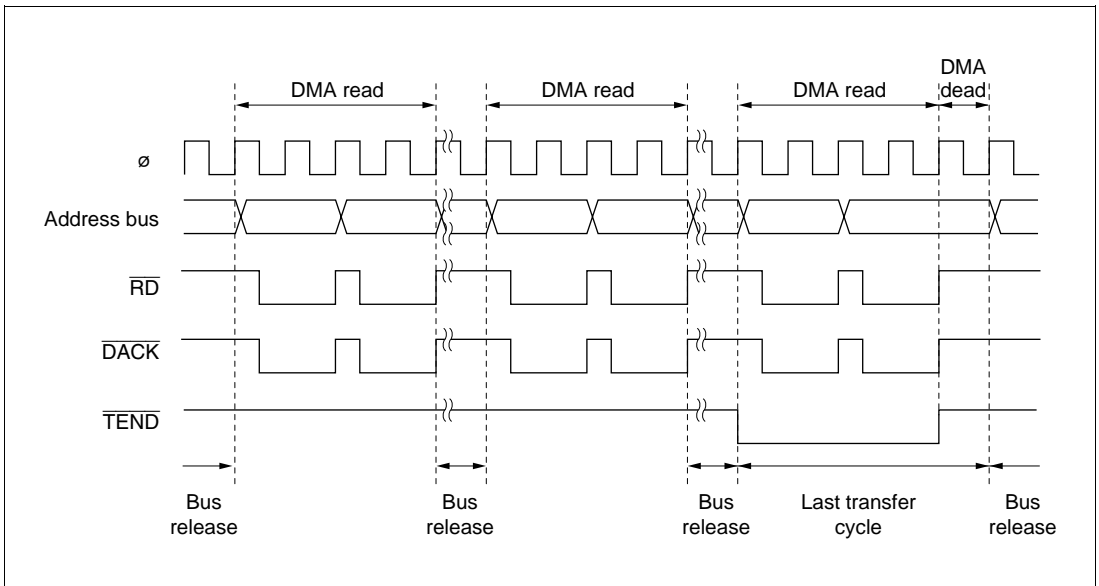 DMA
dead
DMA read
DMA read
DMA read
ø
Address bus
RD
DACK
TEND
Bus
release
Bus
release
Bus
release
Last transfer
cycle
Bus
release